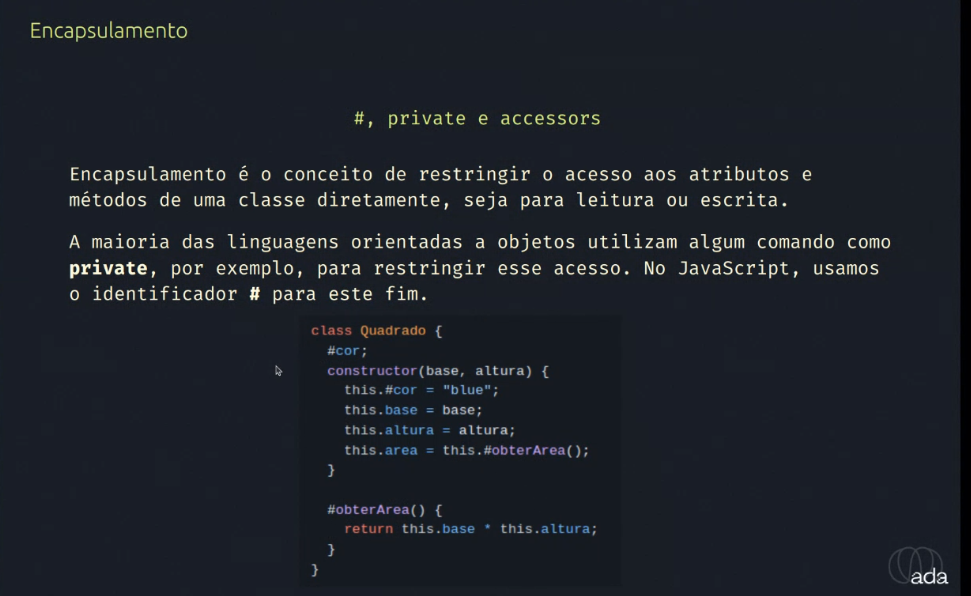 Encapsulamento
#, private e accessors
Encapsulamento é o conceito de restringir o acesso aos atributos e
métodos de uma classe diretamente, seja para leitura ou escrita.
A maioria das linguagens orientadas a objetos utilizam algum comando como
private, por exemplo, para restringir esse acesso. No JavaScript, usamos
o identificador # para este fim.
class Quadrado {
  #cor;
  constructor(base, altura) {
    this.#cor = "blue";
    this.base = base;
    this.altura = altura;
    this.area = this.#obterArea();
  }
  #obterArea() {
    return this.base * this.altura;
  }
}
ada